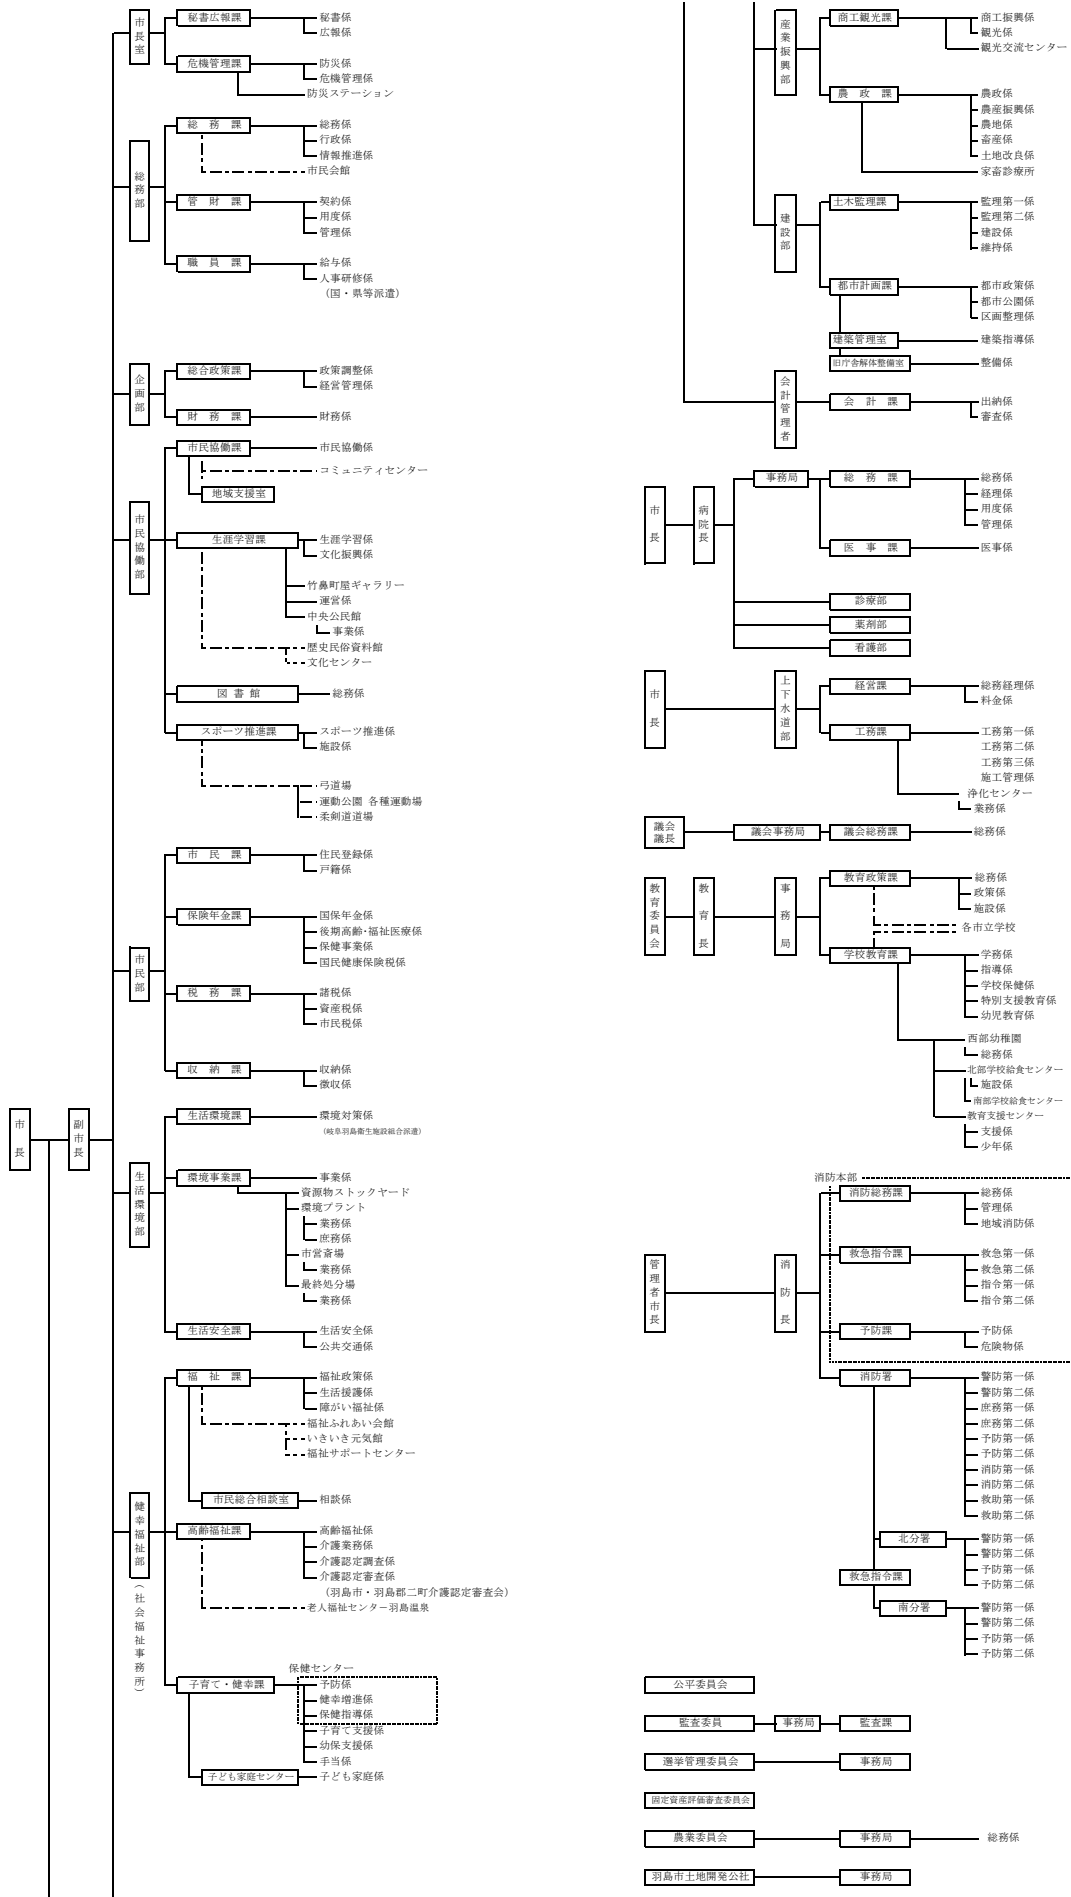 市長
副市長
市長室
秘書広報課
秘書係
広報係
危機管理課
防災係
危機管理係
防災ステーション
総務部
総務課
総務係
行政係
情報推進係
市民会館
管財課
契約係
用度係
管理係
職員課
給与係
人事研修係
（国・県等派遣）
企画部
総合政策課
政策調整係
経営管理係
財務課
財務係
市民協働部
市民協働課
市民協働係
コミュニティセンター
地域支援室
生涯学習課
生涯学習係
文化振興係
竹鼻町屋ギャラリー
運営係
中央公民館
事業係
歴史民俗資料館
文化センター
図書館
総務係
スポーツ推進課
スポーツ推進係
施設係
弓道場
運動公園 各種運動場
柔剣道道場
市民部
市民課
住民登録係
戸籍係
保険年金課
国保年金係
後期高齢・福祉医療係
保健事業係
国民健康保険税係
税務課
諸税係
資産税係
市民税係
収納課
収納係
徴収係
生活環境部
生活環境課
環境対策係
（岐阜羽島衛生施設組合派遣）
環境事業課
事業係
資源物ストックヤード
環境プラント
業務係
庶務係
市営斎場
業務係
最終処分場
業務係
生活安全課
生活安全係
公共交通係
健幸福祉部（社会福祉事務所）
福祉課
福祉政策係
生活援護係
障がい福祉係
福祉ふれあい会館
いきいき元気館
福祉サポートセンター
市民総合相談室
相談係
高齢福祉課
高齢福祉係
介護業務係
介護認定調査係
介護認定審査係
（羽島市・羽島郡二町介護認定審査会）
老人福祉センター羽島温泉
保健センター
子育て・健幸課
予防係
健幸増進係
保健指導係
子育て支援係
幼保支援係
手当係
子ども家庭センター
子ども家庭係
産業振興部
商工観光課
商工振興係
観光係
観光交流センター
農政課
農政係
農産振興係
農地係
畜産係
土地改良係
家畜診療所
建設部
土木監理課
監理第一係
監理第二係
建設係
維持係
都市計画課
都市政策係
都市公園係
区画整理係
建築管理室
建築指導係
旧庁舎解体整備室
整備係
会計管理者
会計課
出納係
審査係
市長
病院長
事務局
総務課
総務係
経理係
用度係
管理係
医事課
医事係
診療部
薬剤部
看護部
市長
上下水道部
経営課
総務経理係
料金係
工務課
工務第一係
工務第二係
工務第三係
施工管理係
浄化センター
業務係
議会
議長
議会事務局
議会総務課
総務係
教育委員会
教育長
事務局
教育政策課
総務係
政策係
施設係
各市立学校
学校教育課
学務係
指導係
学校保健係
特別支援教育係
幼児教育係
西部幼稚園
総務係
北部学校給食センター
施設係
南部学校給食センター
教育支援センター
支援係
少年係
消防本部
管理者市長
消防長
消防総務課
総務係
管理係
地域消防係
救急指令課
救急第一係
救急第二係
指令第一係
指令第二係
予防課
予防係
危険物係
消防署
警防第一係
警防第二係
庶務第一係
庶務第二係
予防第一係
予防第二係
消防第一係
消防第二係
救助第一係
救助第二係
北分署
警防第一係
警防第二係
予防第一係
予防第二係
救急指令課
南分署
警防第一係
警防第二係
予防第一係
予防第二係
公平委員会
監査委員
事務局
監査課
選挙管理委員会
事務局
固定資産評価審査委員会
農業委員会
事務局
総務係
羽島市土地開発公社
事務局